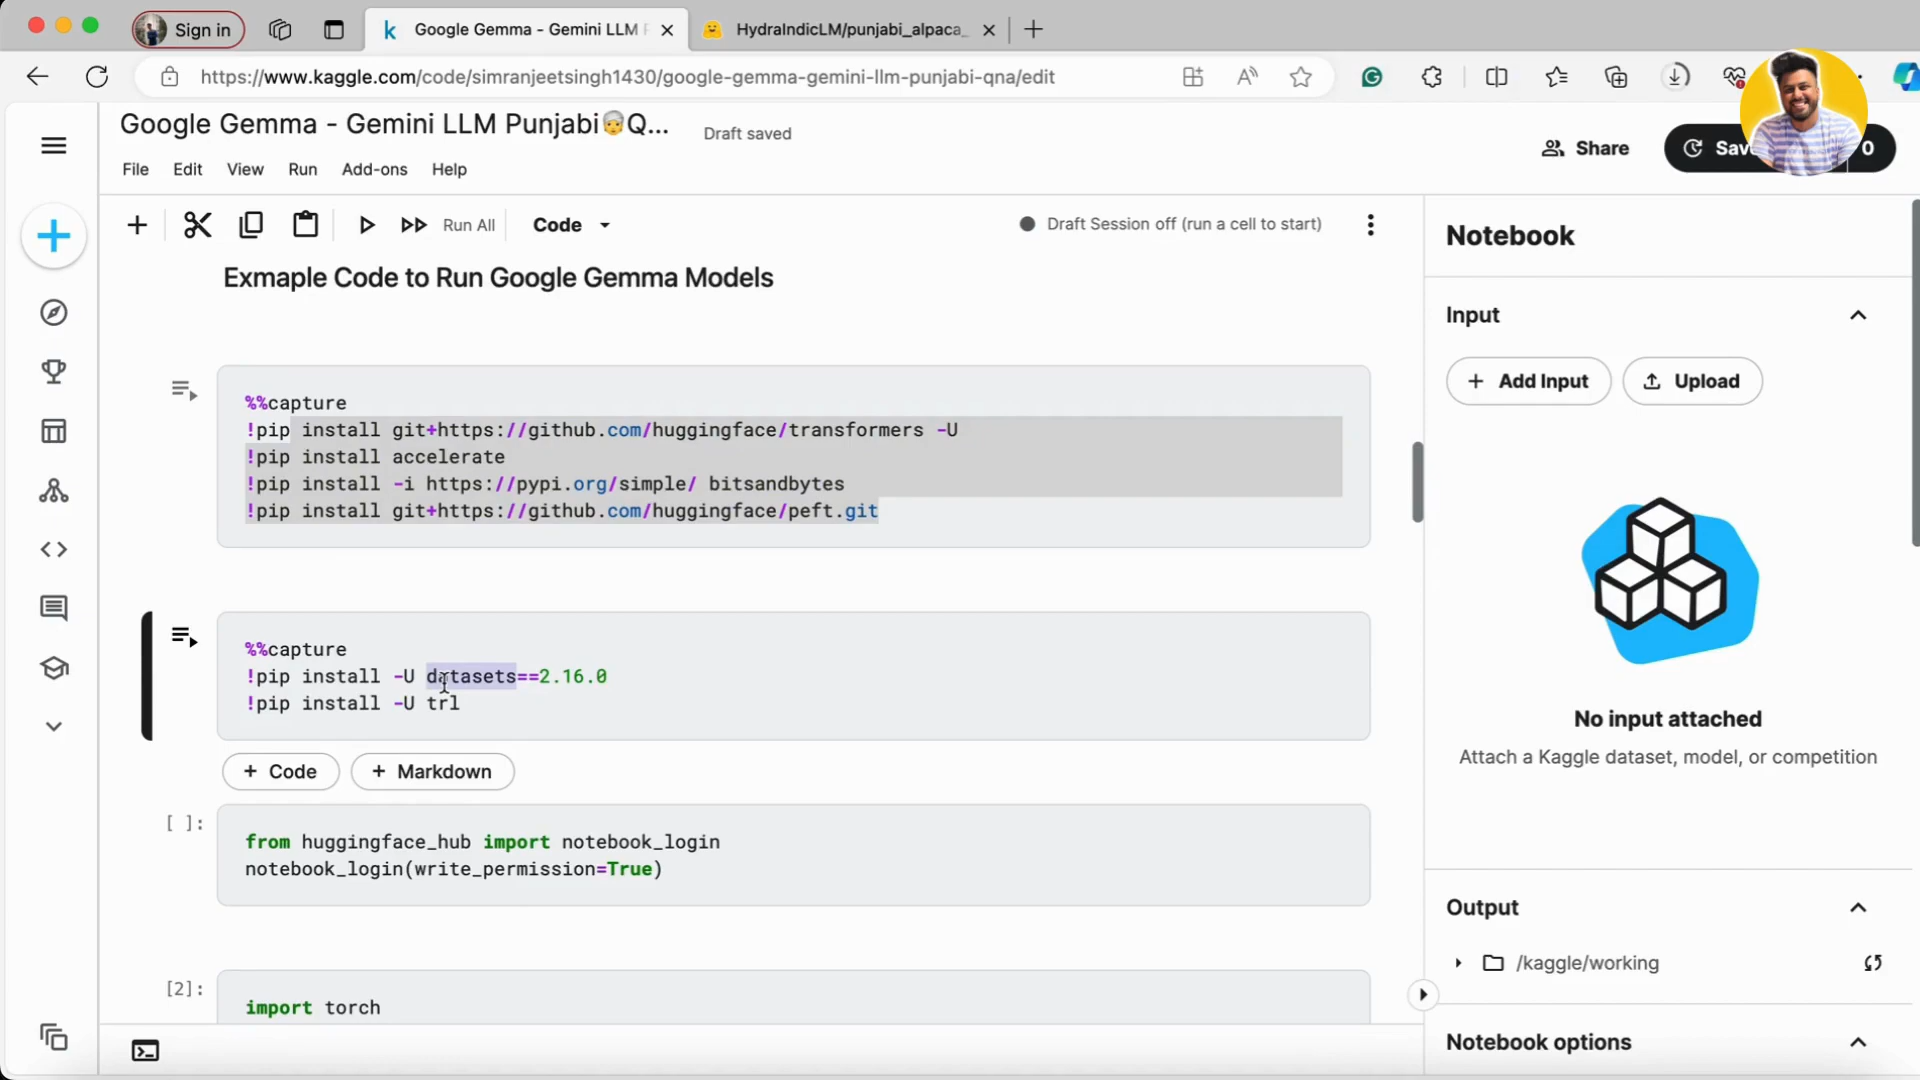 Sign in
Google Gemma - Gemini LLM P
HydraIndicLM/punjabi_alpaca_
https://www.kaggle.com/code/simranjeetsingh1430/google-gemma-gemini-llm-punjabi-qna/edit
Google Gemma - Gemini LLM Punjabi👳Q...
Draft saved
File Edit View Run Add-ons Help
Share
Sav
0
Run All
Code
Draft Session off (run a cell to start)
Exmaple Code to Run Google Gemma Models
%%capture
!pip install git+https://github.com/huggingface/transformers -U
!pip install accelerate
!pip install -i https://pypi.org/simple/ bitsandbytes
!pip install git+https://github.com/huggingface/peft.git
%%capture
!pip install -U datasets==2.16.0
!pip install -U trl
+ Code
+ Markdown
[ ]:
from huggingface_hub import notebook_login
notebook_login(write_permission=True)
[2]:
import torch
Notebook
Input
+ Add Input
Upload
No input attached
Attach a Kaggle dataset, model, or competition
Output
/kaggle/working
Notebook options